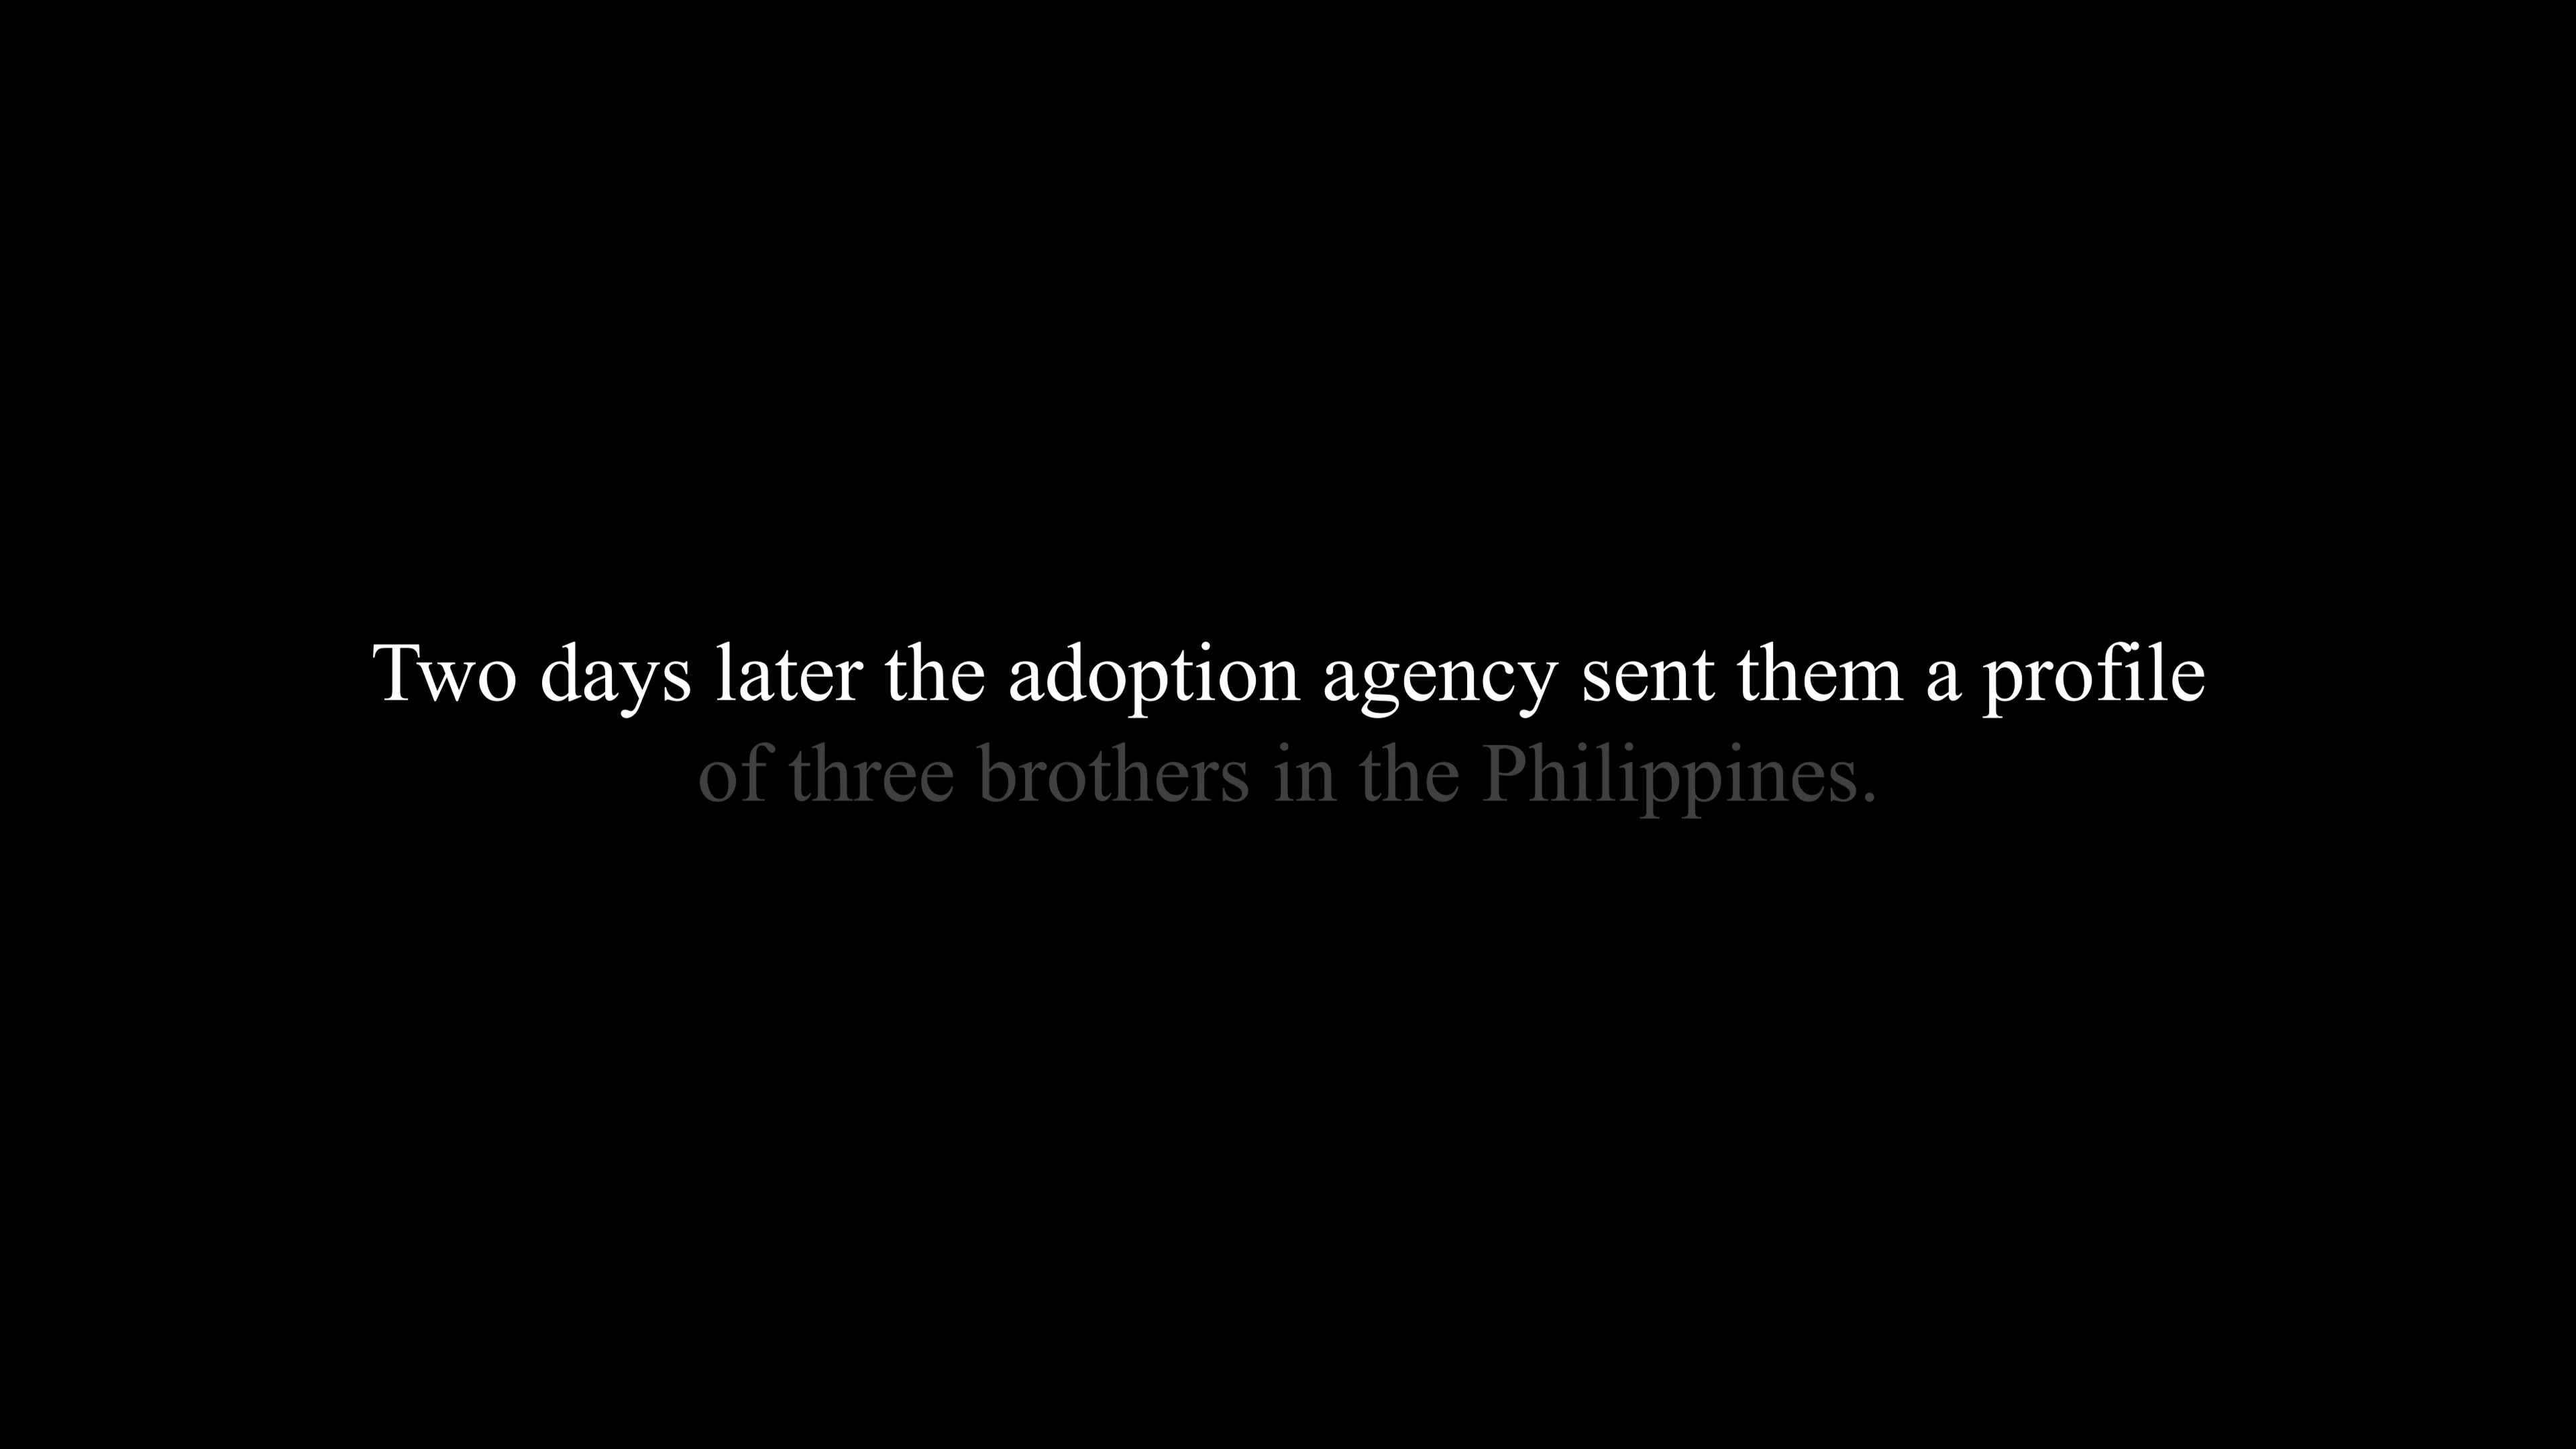 Two days later the adoption agency sent them a profile
of three brothers in the Philippines.